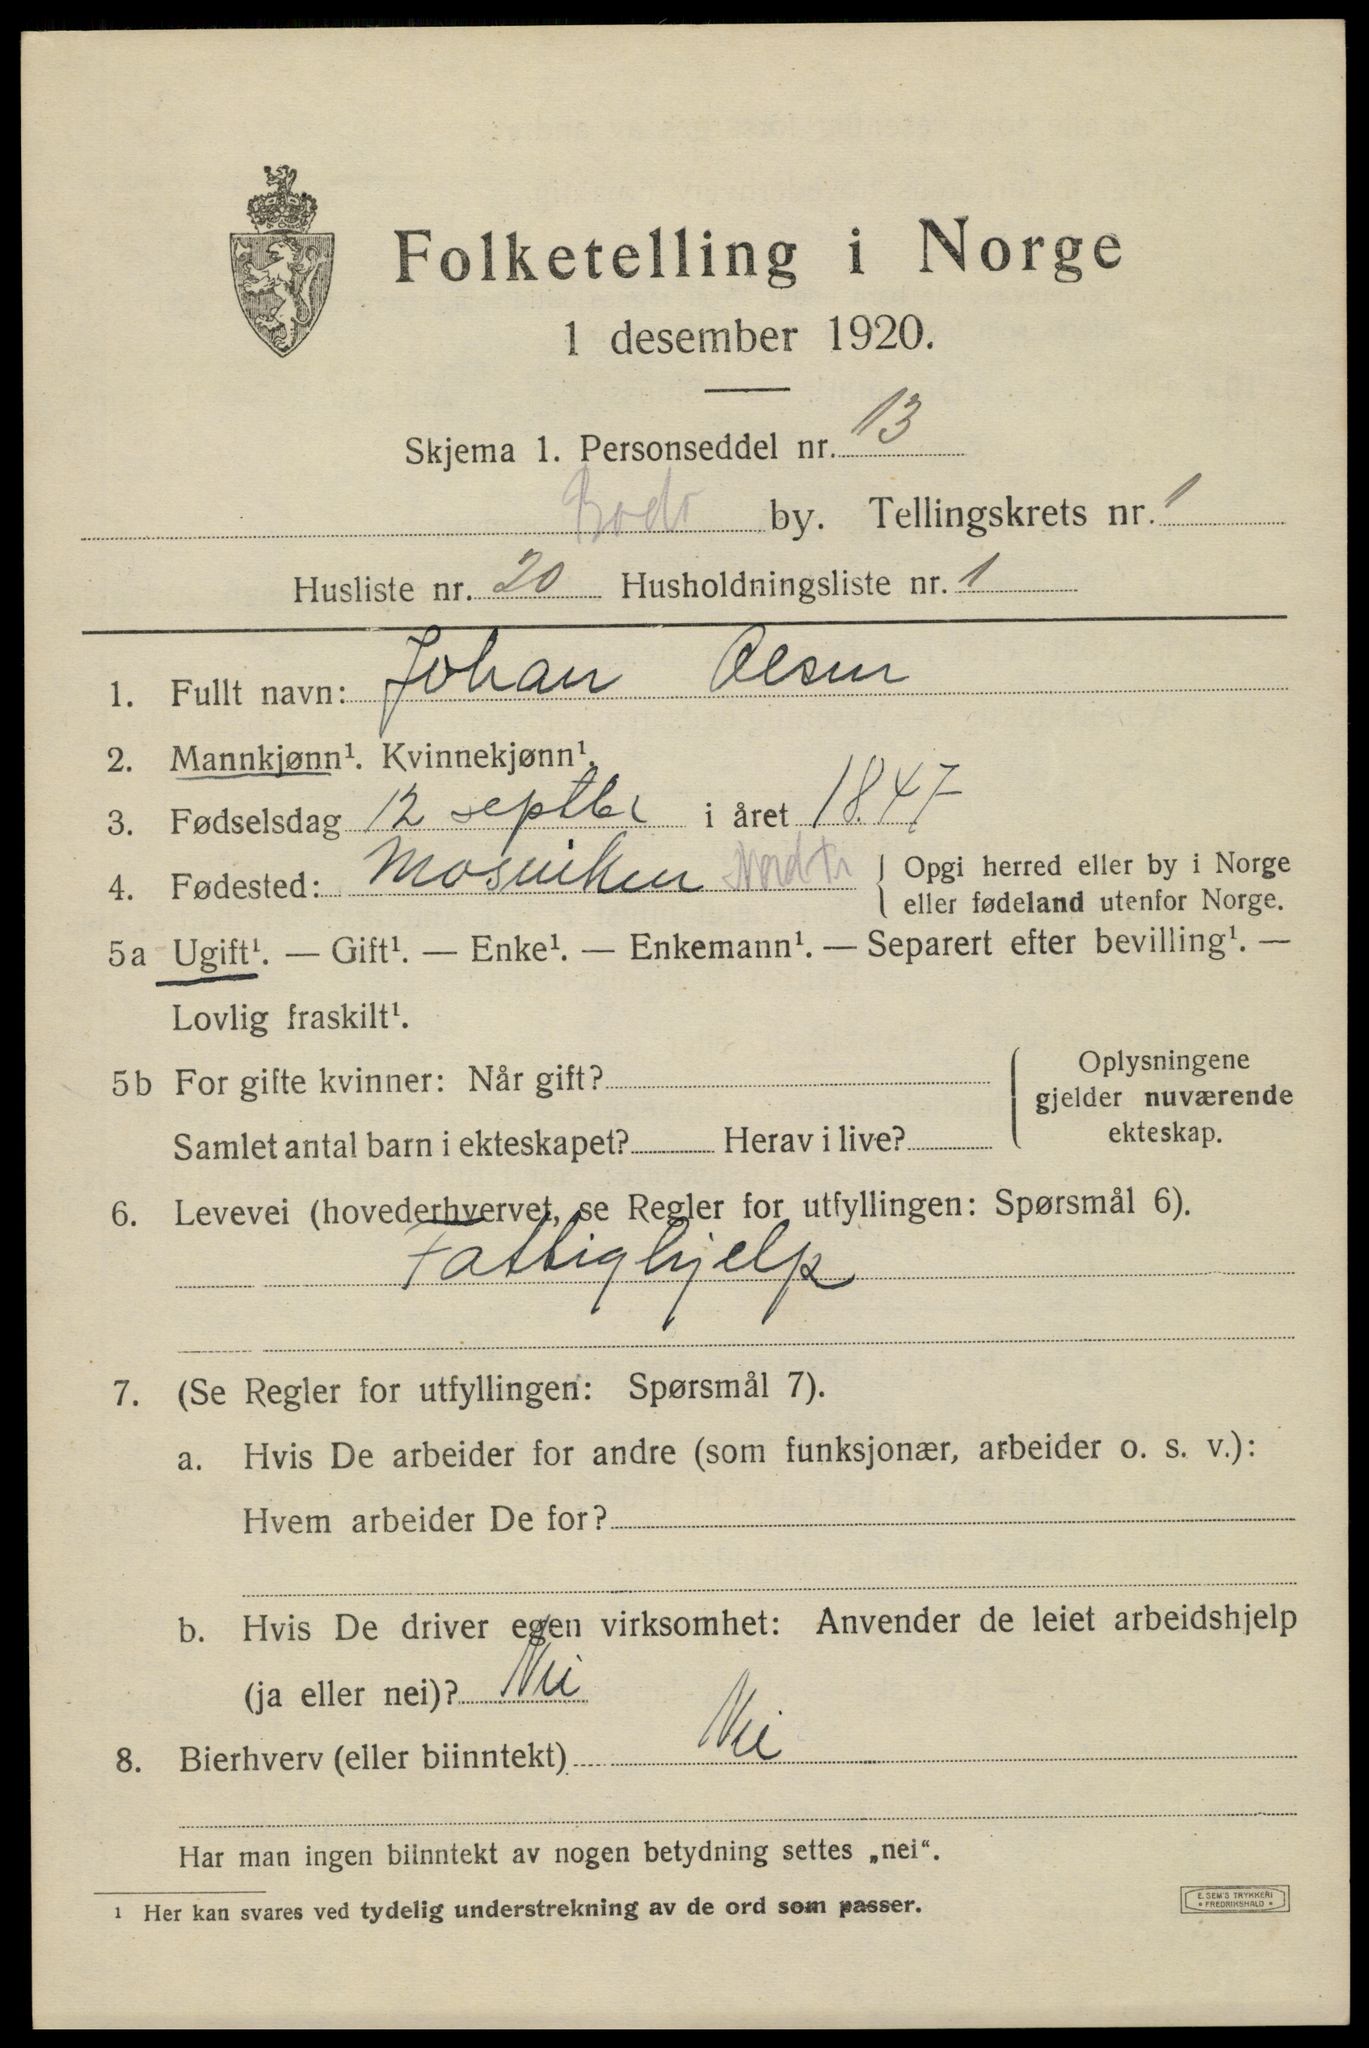 Folketelling i Norge
1 desember 1920.
Skjema 1. Personseddel nr. 13
Bodø by. Tellingskrets nr. 1
Husliste nr. 20 Husholdningsliste nr. 1
1. Fullt navn: Johan Olsen
2. Mannkjønn¹. Kvinnekjønn¹.
3. Fødselsdag 12 septbr i året 1847
4. Fødested: Mosviken Nordtr { Opgi herred eller by i Norge
eller fødeland utenfor Norge.
5a Ugift¹. — Gift¹. — Enke¹. — Enkemann¹. — Separert efter bevilling¹. —
Lovlig fraskilt¹.
5b For gifte kvinner: Når gift?
Samlet antal barn i ekteskapet? Herav i live?
Oplysningene
gjelder nuværende
ekteskap.
6. Levevei (hovederhvervet, se Regler for utfyllingen: Spørsmål 6).
Fattighjelp
7. (Se Regler for utfyllingen: Spørsmål 7).
a. Hvis De arbeider for andre (som funksjonær, arbeider o. s. v.):
Hvem arbeider De for?
b. Hvis De driver egen virksomhet: Anvender de leiet arbeidshjelp
(ja eller nei)? Nei
8. Bierhverv (eller biinntekt) Nei
Har man ingen biinntekt av nogen betydning settes „nei“.
¹ Her kan svares ved tydelig understrekning av de ord som passer.
E. SEM'S TRYKKERI
• FREDRIKSHALD •